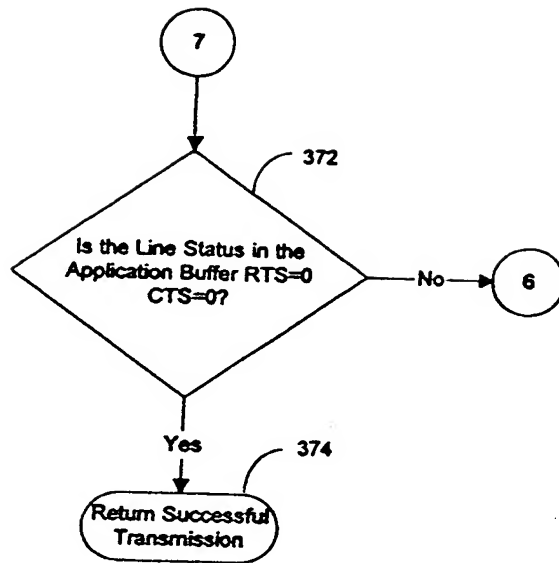 7
372
Is the Line Status in the
Application Buffer RTS=0
CTS=0?
No
6
Yes
374
Return Successful
Transmission